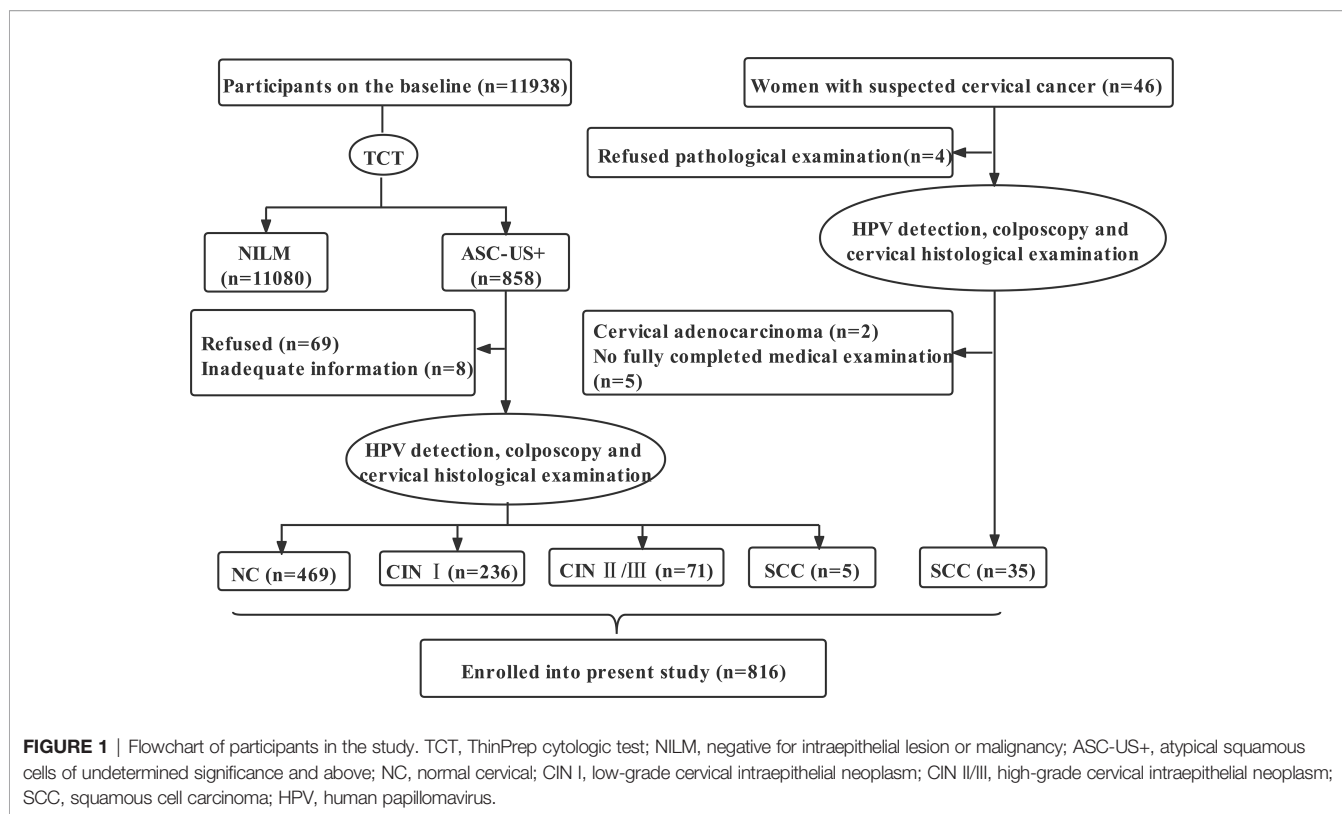 Participants on the baseline (n=11938)
Women with suspected cervical cancer (n=46)
TCT
Refused pathological examination(n=4)
NILM
(n=11080)
ASC-US+
(n=858)
HPV detection, colposcopy and
cervical histological examination
Refused (n=69)
Inadequate information (n=8)
Cervical adenocarcinoma (n=2)
No fully completed medical examination
(n=5)
HPV detection, colposcopy and
cervical histological examination
NC (n=469)
CIN Ⅰ (n=236)
CIN Ⅱ/III (n=71)
SCC (n=5)
SCC (n=35)
Enrolled into present study (n=816)
FIGURE 1 | Flowchart of participants in the study. TCT, ThinPrep cytologic test; NILM, negative for intraepithelial lesion or malignancy; ASC-US+, atypical squamous
cells of undetermined significance and above; NC, normal cervical; CIN I, low-grade cervical intraepithelial neoplasm; CIN II/III, high-grade cervical intraepithelial neoplasm;
SCC, squamous cell carcinoma; HPV, human papillomavirus.